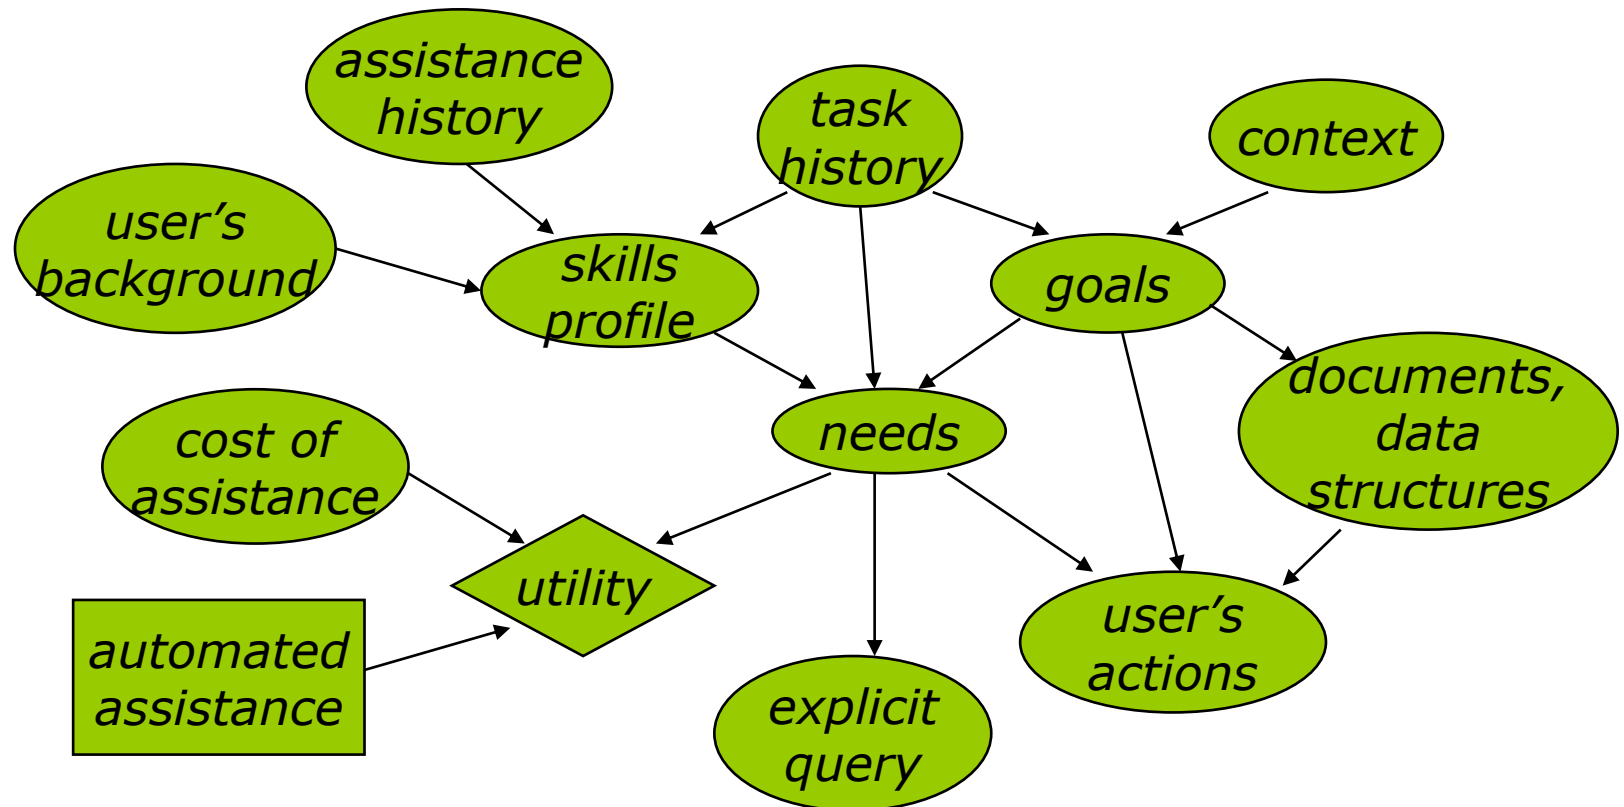 assistance
history
task
history
context
user’s
background
skills
profile
goals
documents,
data
structures
cost of
assistance
needs
utility
automated
assistance
user’s
actions
explicit
query